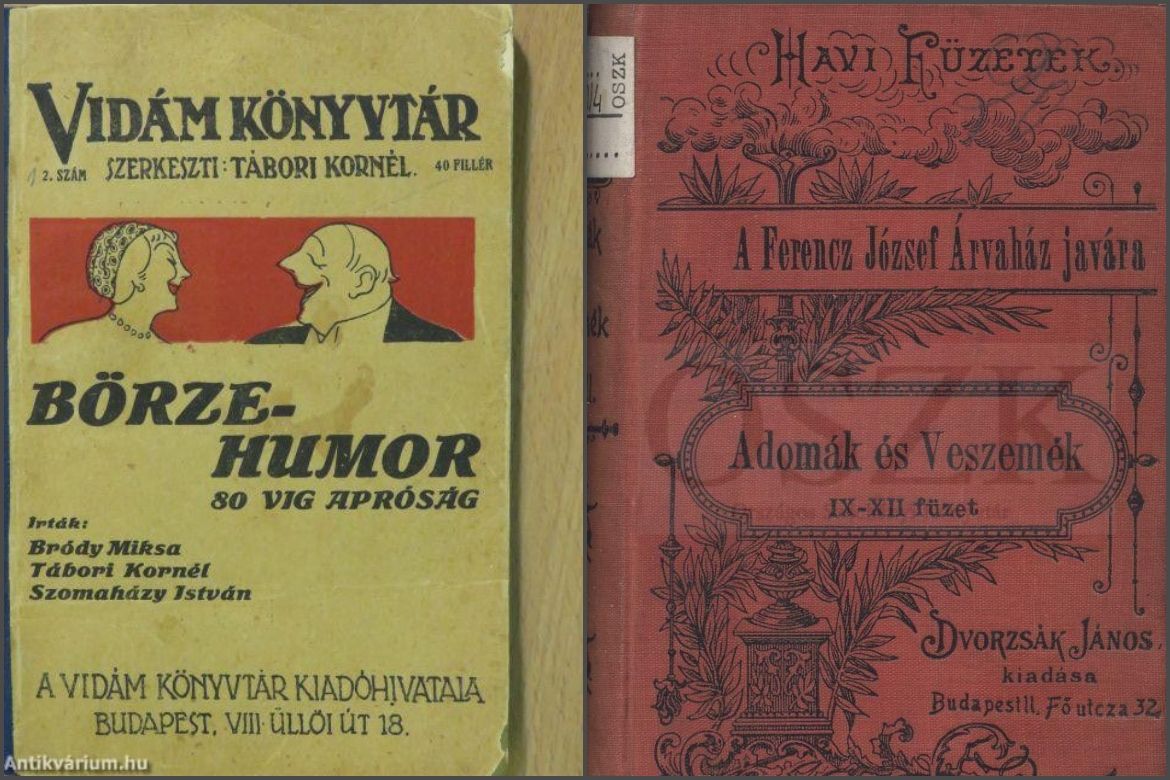 VIDÁM KÖNYVTÁR
2. SZÁM SZERKESZTI: TÁBORI KORNÉL. 40 FILLÉR
BÖRZE-
HUMOR
80 VIG APRÓSÁG
Irták:
Bródy Miksa
Tábori Kornél
Szomaházy István
A VIDÁM KÖNYVTÁR KIADÓHIVATALA
BUDAPEST, VIII. ÜLLŐI ÚT 18.
Antikvárium.hu
OSZK
HAVI FÜZETEK.
A Ferencz József Árvaház javára
OSZK
Adomák és Veszemék
IX-XII füzet
DVORZSÁK JÁNOS
kiadása
Budapest II, Fő utcza 32.